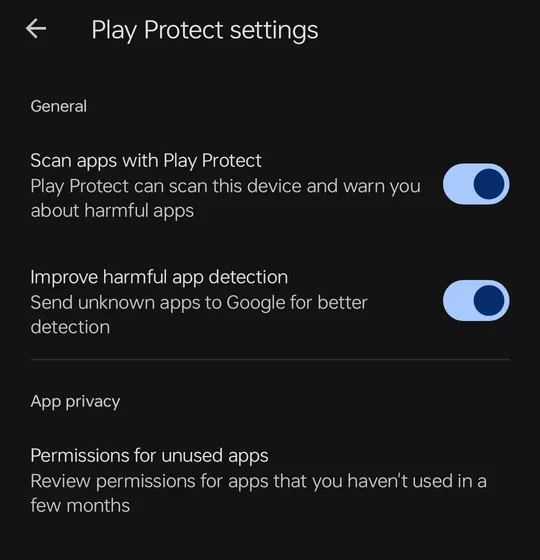 Play Protect settings
General
Scan apps with Play Protect
Play Protect can scan this device and warn you
about harmful apps
Improve harmful app detection
Send unknown apps to Google for better
detection
App privacy
Permissions for unused apps
Review permissions for apps that you haven't used in a
few months